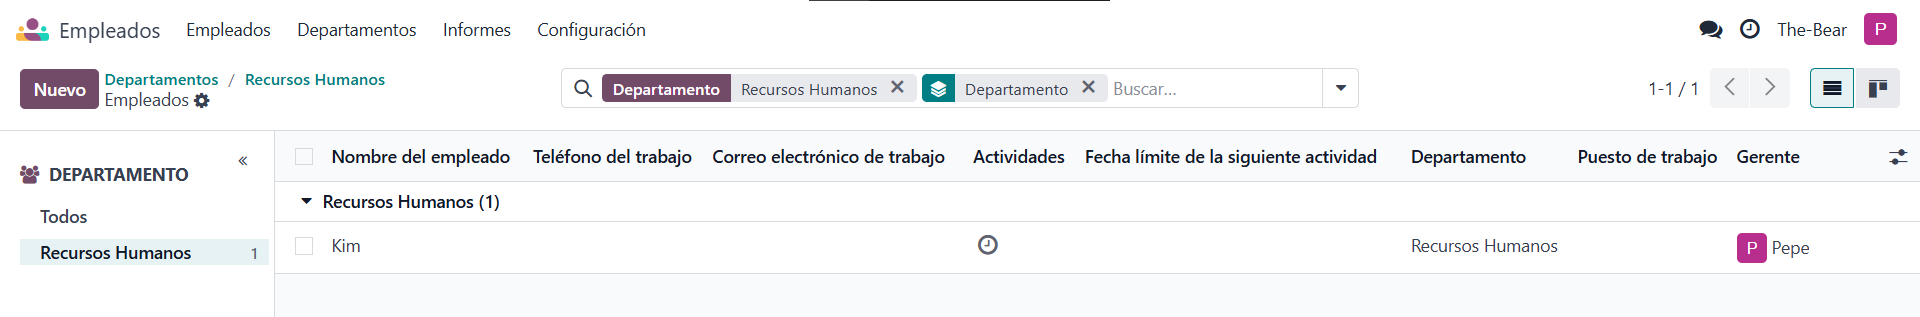 Empleados Empleados Departamentos Informes Configuración The-Bear P
Nuevo Departamentos / Recursos Humanos
Empleados
Departamento Recursos Humanos Departamento Buscar... 1-1 / 1
DEPARTAMENTO
Todos
Recursos Humanos 1
Nombre del empleado Teléfono del trabajo Correo electrónico de trabajo Actividades Fecha límite de la siguiente actividad Departamento Puesto de trabajo Gerente
Recursos Humanos (1)
Kim Recursos Humanos P Pepe